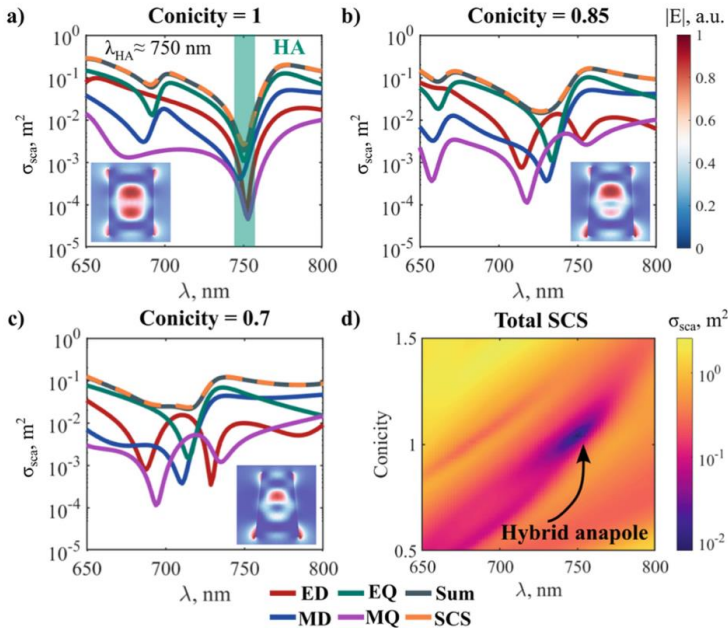 a)
Conicity = 1
λHA ≈ 750 nm
HA
10^0
10^-1
10^-2
10^-3
10^-4
10^-5
σsca, m^2
650
700
750
800
λ, nm
b)
Conicity = 0.85
10^0
10^-1
10^-2
10^-3
10^-4
10^-5
σsca, m^2
650
700
750
800
λ, nm
|E|, a.u.
1
0.8
0.6
0.4
0.2
0
c)
Conicity = 0.7
10^0
10^-1
10^-2
10^-3
10^-4
10^-5
σsca, m^2
650
700
750
800
λ, nm
d)
Total SCS
1.5
1
0.5
Conicity
Hybrid anapole
650
700
750
800
λ, nm
σsca, m^2
10^0
10^-1
10^-2
ED
EQ
Sum
MD
MQ
SCS